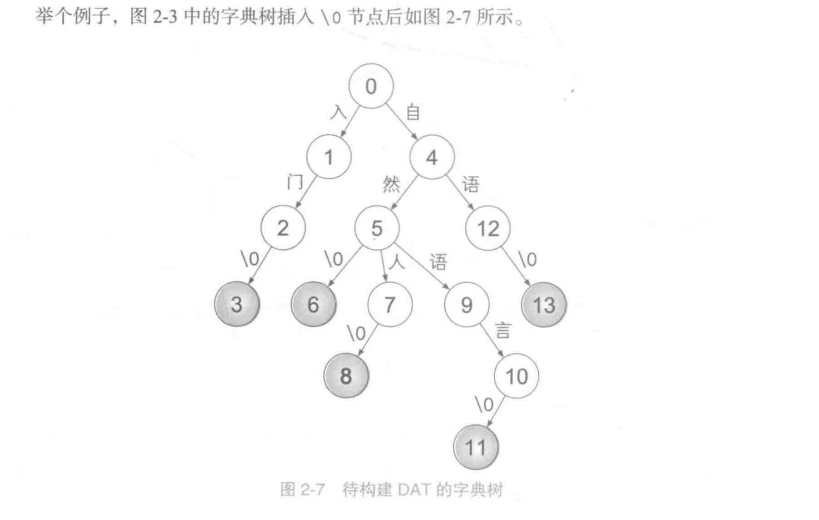 举个例子，图 2-3 中的字典树插入 \0 节点后如图 2-7 所示。
0
入 自
1 4
门 然 语
2 5 12
\0 \0 人 语 \0
3 6 7 9 13
\0 言
8 10
\0
11
图 2-7 待构建 DAT 的字典树